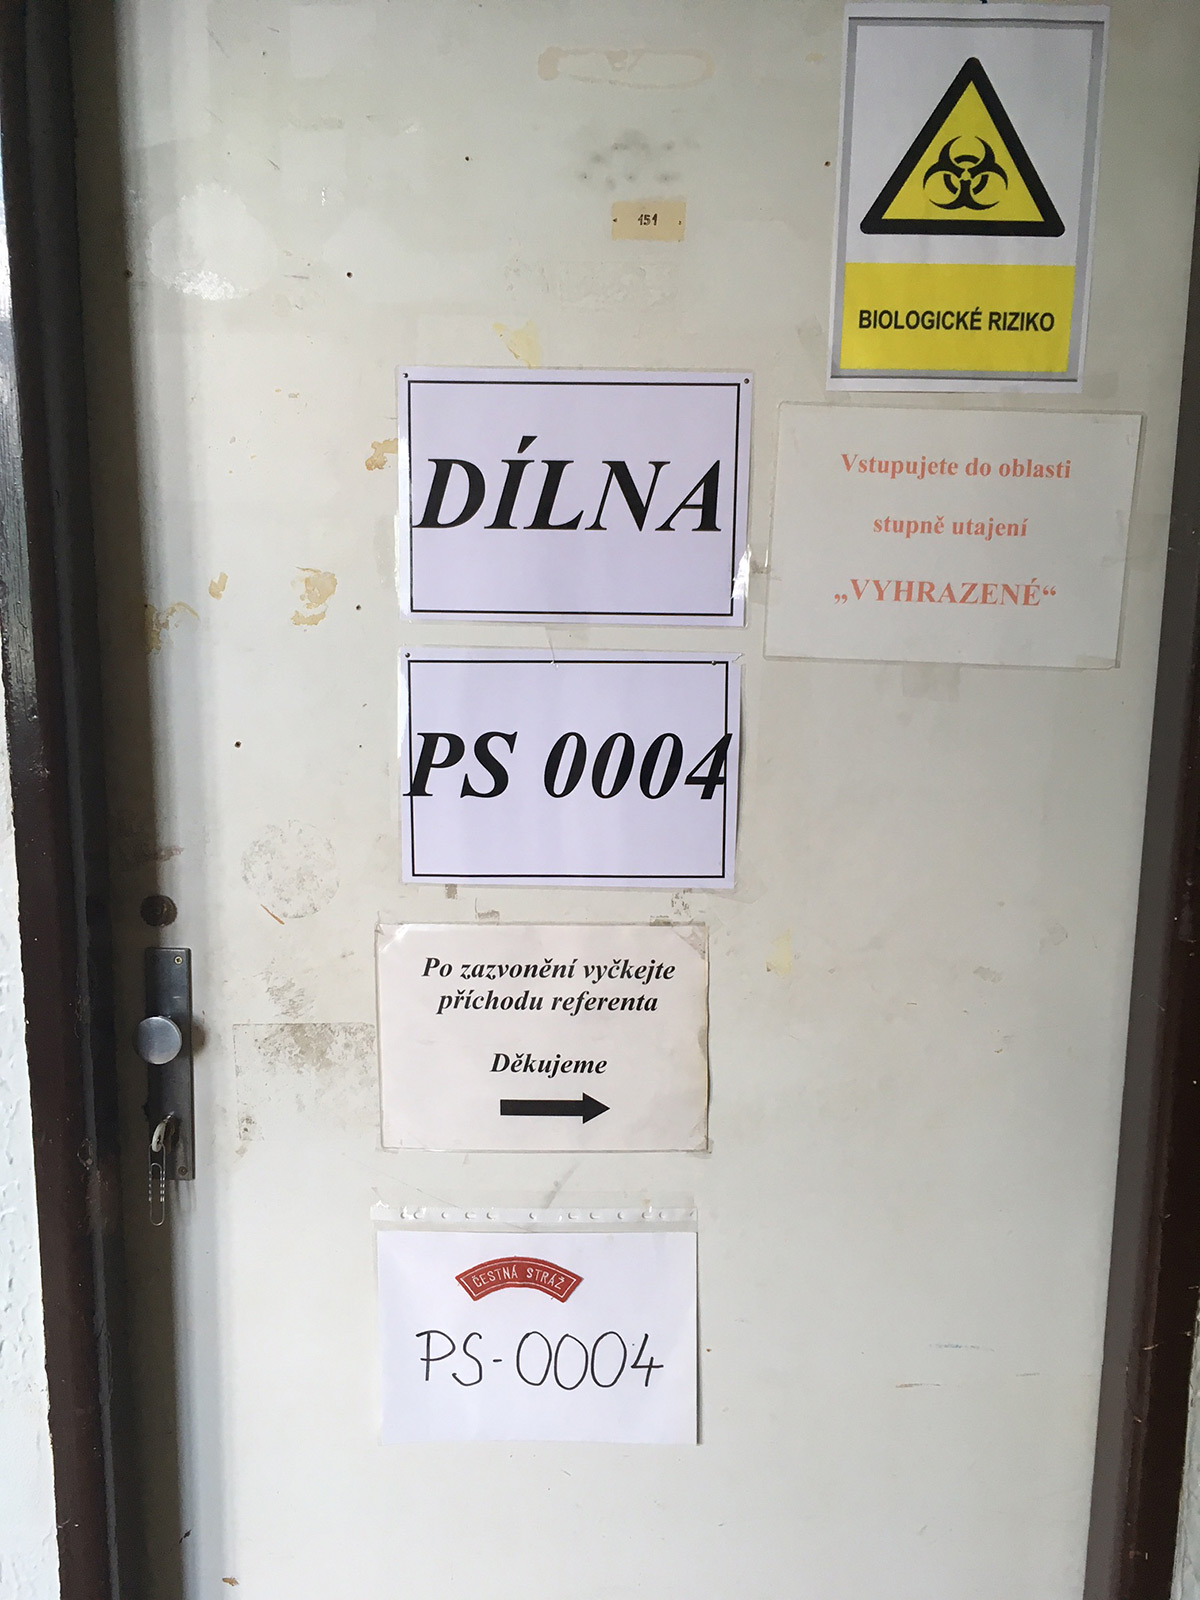 151
BIOLOGICKÉ RIZIKO
DÍLNA
Vstupujete do oblasti
stupně utajení
„VYHRAZENÉ“
PS 0004
Po zazvonění vyčkejte
příchodu referenta
Děkujeme
ČESTNÁ STRÁŽ
PS-0004